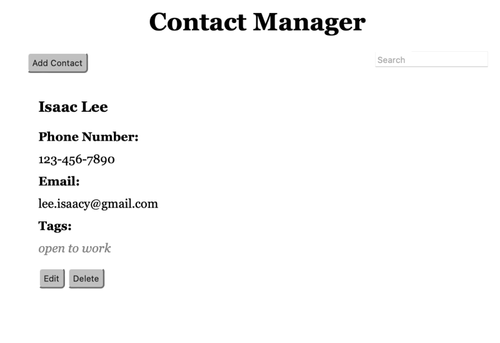 Contact Manager
Add Contact
Search
Isaac Lee
Phone Number:
123-456-7890
Email:
lee.isaacy@gmail.com
Tags:
open to work
Edit Delete